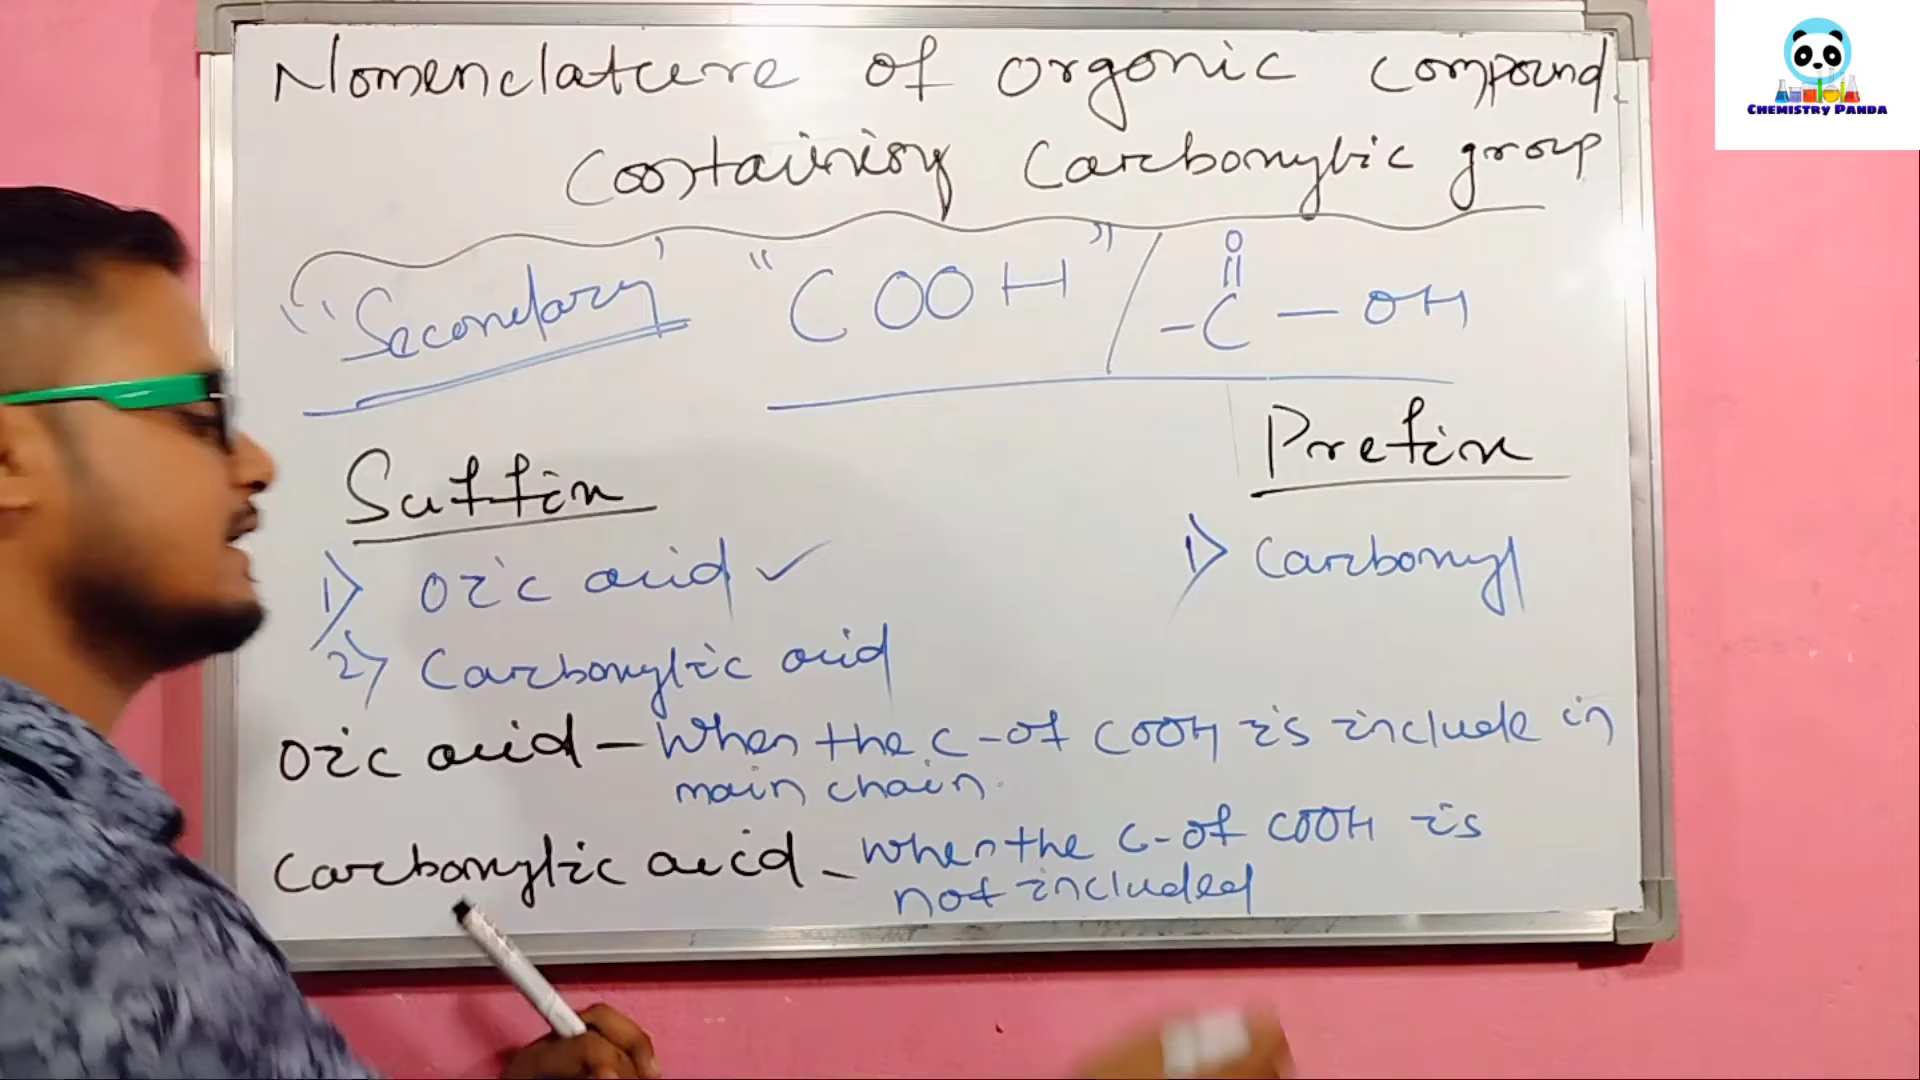 Nomenclature of orgonic compound
containing Carboxylic group
"Secondary" "COOH" / -C-OH
O
Suffix
Prefix
1) Oic acid ✓
1) Carboxyl
2) Carboxylic acid
Oic acid - When the C-of COOH is include in
main chain.
Carboxylic acid - when the C-of COOH is
not included
CHEMISTRY PANDA